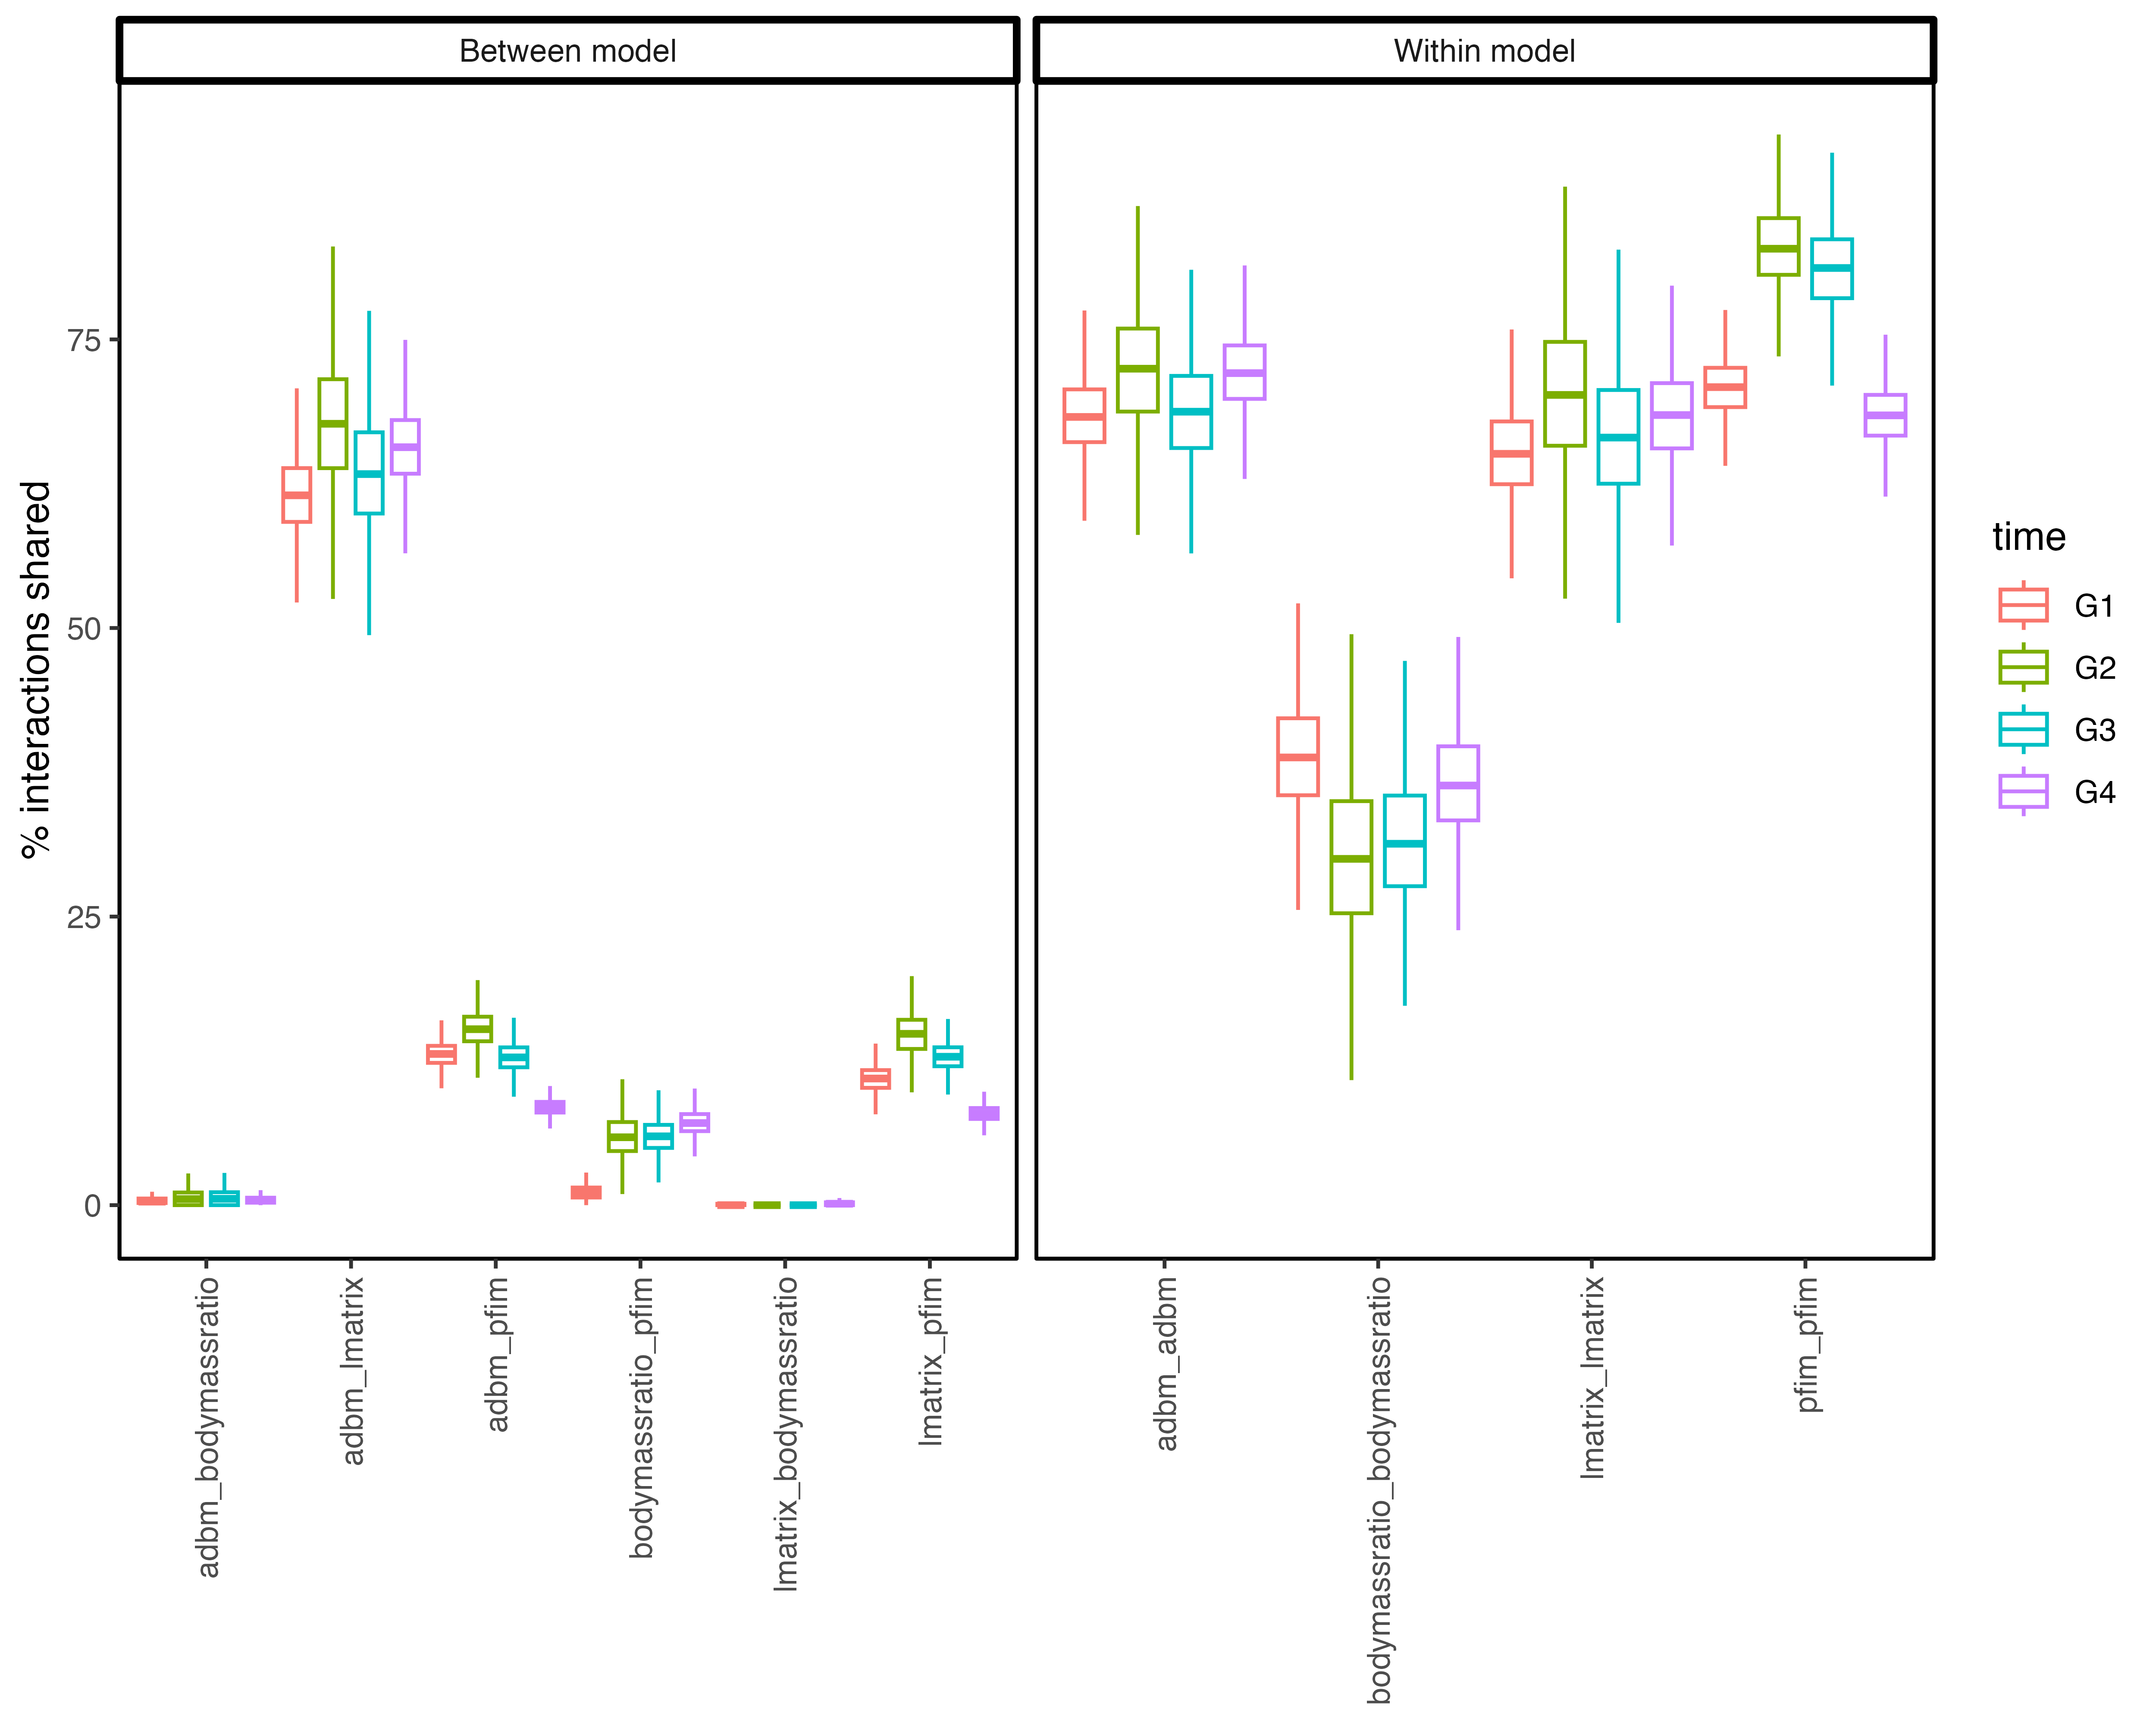 Between model
Within model
% interactions shared
75
50
25
0
adbm_bodymassratio
adbm_lmatrix
adbm_pfim
bodymassratio_pfim
lmatrix_bodymassratio
lmatrix_pfim
adbm_adbm
bodymassratio_bodymassratio
lmatrix_lmatrix
pfim_pfim
time
G1
G2
G3
G4